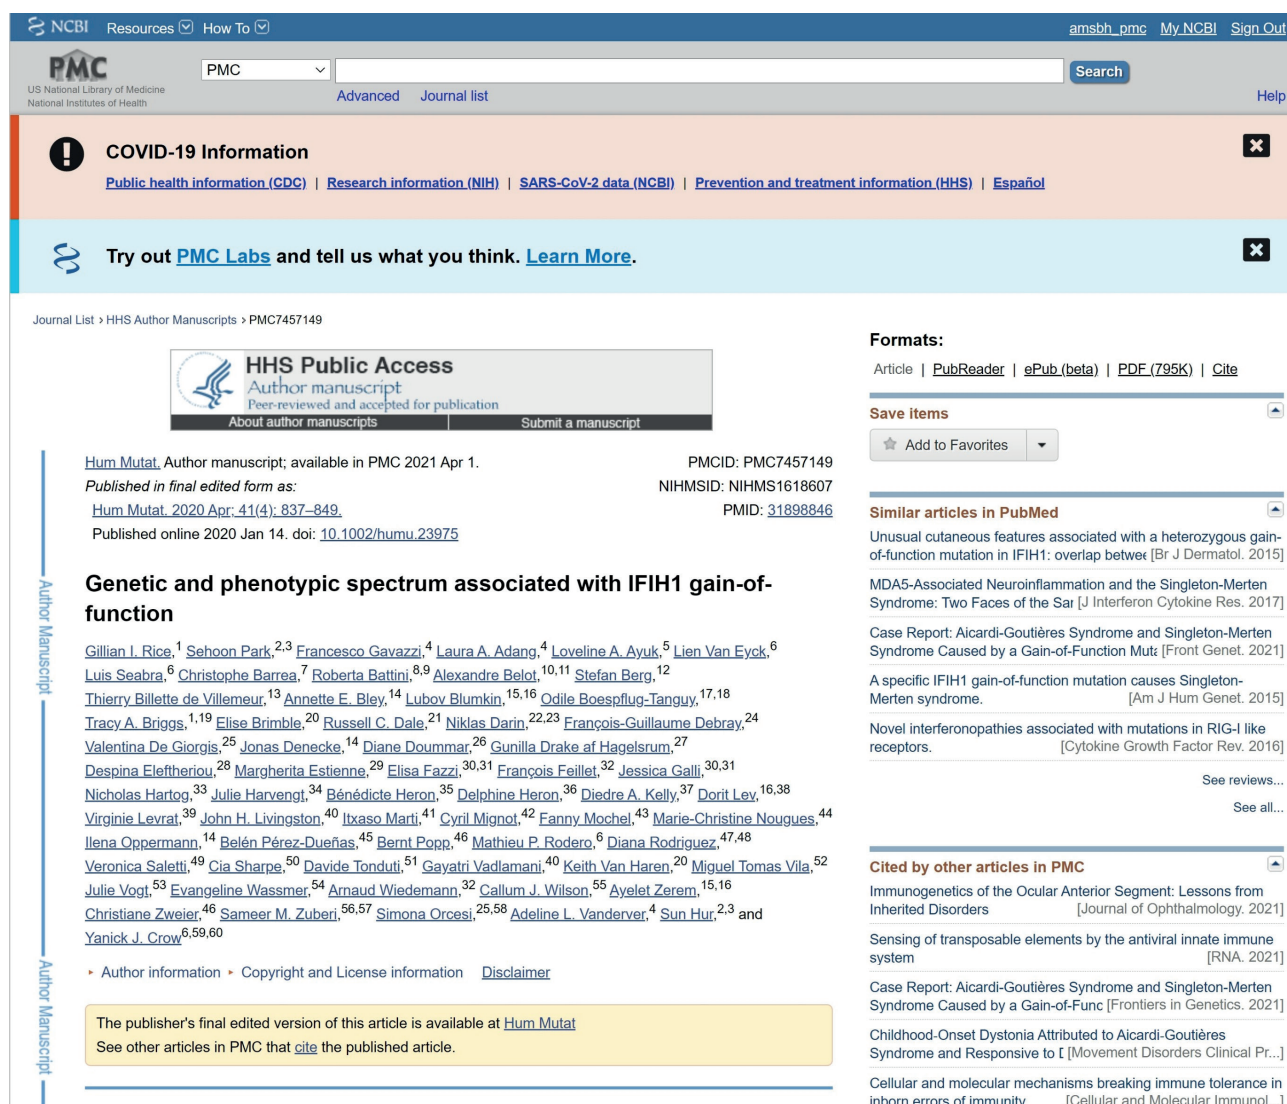 NCBI Resources How To amsbh_pmc My NCBI Sign Out
PMC
US National Library of Medicine
National Institutes of Health
PMC
Search
Advanced Journal list
Help
COVID-19 Information
Public health information (CDC) | Research information (NIH) | SARS-CoV-2 data (NCBI) | Prevention and treatment information (HHS) | Español
Try out PMC Labs and tell us what you think. Learn More.
Journal List > HHS Author Manuscripts > PMC7457149
HHS Public Access
Author manuscript
Peer-reviewed and accepted for publication
About author manuscripts Submit a manuscript
Hum Mutat. Author manuscript; available in PMC 2021 Apr 1.
Published in final edited form as:
Hum Mutat. 2020 Apr; 41(4): 837–849.
Published online 2020 Jan 14. doi: 10.1002/humu.23975
PMCID: PMC7457149
NIHMSID: NIHMS1618607
PMID: 31898846
Genetic and phenotypic spectrum associated with IFIH1 gain-of-
function
Gillian I. Rice,1 Sehoon Park,2,3 Francesco Gavazzi,4 Laura A. Adang,4 Loveline A. Ayuk,5 Lien Van Eyck,6
Luis Seabra,6 Christophe Barrea,7 Roberta Battini,8,9 Alexandre Belot,10,11 Stefan Berg,12
Thierry Billette de Villemeur,13 Annette E. Bley,14 Lubov Blumkin,15,16 Odile Boespflug-Tanguy,17,18
Tracy A. Briggs,1,19 Elise Brimble,20 Russell C. Dale,21 Niklas Darin,22,23 François-Guillaume Debray,24
Valentina De Giorgis,25 Jonas Denecke,14 Diane Doummar,26 Gunilla Drake af Hagelsrum,27
Despina Eleftheriou,28 Margherita Estienne,29 Elisa Fazzi,30,31 François Feillet,32 Jessica Galli,30,31
Nicholas Hartog,33 Julie Harvengt,34 Bénédicte Heron,35 Delphine Heron,36 Diedre A. Kelly,37 Dorit Lev,16,38
Virginie Levrat,39 John H. Livingston,40 Itxaso Marti,41 Cyril Mignot,42 Fanny Mochel,43 Marie-Christine Nougues,44
Ilena Oppermann,14 Belén Pérez-Dueñas,45 Bernt Popp,46 Mathieu P. Rodero,6 Diana Rodriguez,47,48
Veronica Saletti,49 Cia Sharpe,50 Davide Tonduti,51 Gayatri Vadlamani,40 Keith Van Haren,20 Miguel Tomas Vila,52
Julie Vogt,53 Evangeline Wassmer,54 Arnaud Wiedemann,32 Callum J. Wilson,55 Ayelet Zerem,15,16
Christiane Zweier,46 Sameer M. Zuberi,56,57 Simona Orcesi,25,58 Adeline L. Vanderver,4 Sun Hur,2,3 and
Yanick J. Crow6,59,60
Author information Copyright and License information Disclaimer
The publisher's final edited version of this article is available at Hum Mutat
See other articles in PMC that cite the published article.
Author Manuscript
Author Manuscript
Formats:
Article | PubReader | ePub (beta) | PDF (795K) | Cite
Save items
Add to Favorites
Similar articles in PubMed
Unusual cutaneous features associated with a heterozygous gain-
of-function mutation in IFIH1: overlap betwee [Br J Dermatol. 2015]
MDA5-Associated Neuroinflammation and the Singleton-Merten
Syndrome: Two Faces of the Sar [J Interferon Cytokine Res. 2017]
Case Report: Aicardi-Goutières Syndrome and Singleton-Merten
Syndrome Caused by a Gain-of-Function Muta [Front Genet. 2021]
A specific IFIH1 gain-of-function mutation causes Singleton-
Merten syndrome. [Am J Hum Genet. 2015]
Novel interferonopathies associated with mutations in RIG-I like
receptors. [Cytokine Growth Factor Rev. 2016]
See reviews...
See all...
Cited by other articles in PMC
Immunogenetics of the Ocular Anterior Segment: Lessons from
Inherited Disorders [Journal of Ophthalmology. 2021]
Sensing of transposable elements by the antiviral innate immune
system [RNA. 2021]
Case Report: Aicardi-Goutières Syndrome and Singleton-Merten
Syndrome Caused by a Gain-of-Func [Frontiers in Genetics. 2021]
Childhood-Onset Dystonia Attributed to Aicardi-Goutières
Syndrome and Responsive to [Movement Disorders Clinical Pr...]
Cellular and molecular mechanisms breaking immune tolerance in
inborn errors of immunity [Cellular and Molecular Immunol...]